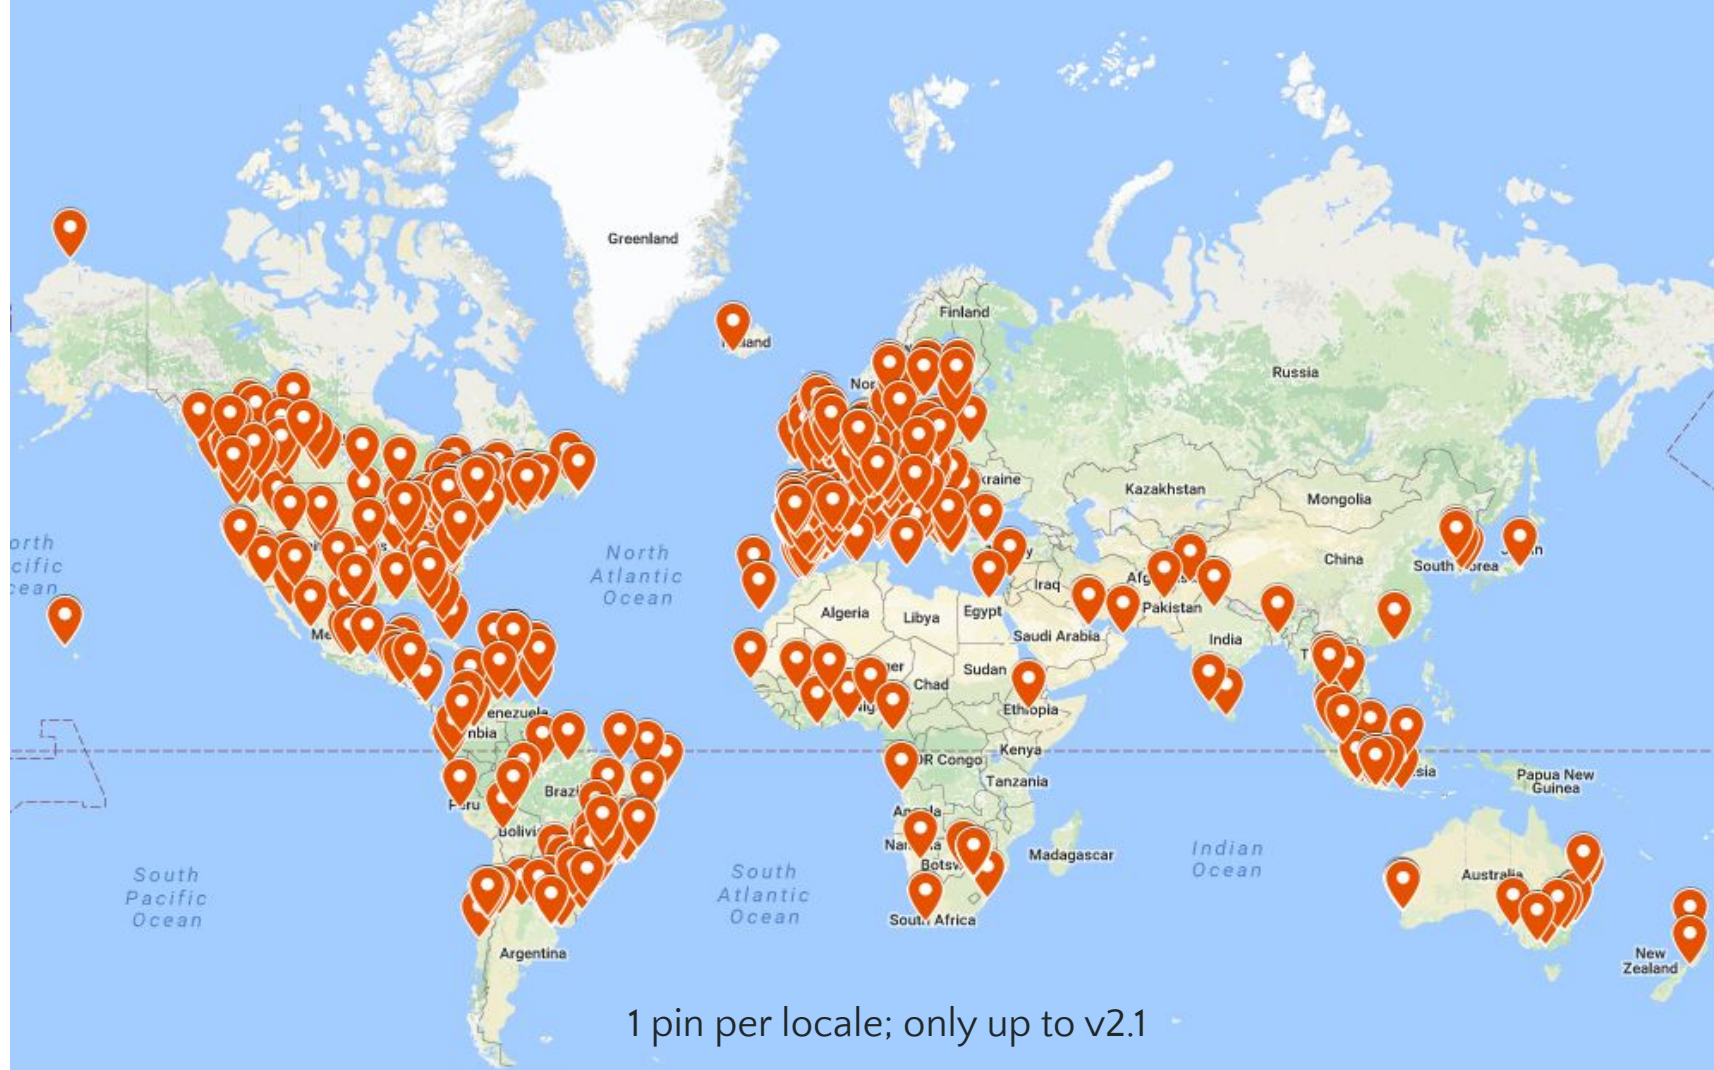 Greenland
Finland
Russia
Kazakhstan
Mongolia
China
Iraq
Pakistan
Algeria
Libya
Egypt
Saudi Arabia
India
North
Atlantic
Ocean
Sudan
Chad
Ethiopia
Kenya
Tanzania
Papua New
Guinea
Madagascar
Indian
Ocean
South
Pacific
Ocean
South
Atlantic
Ocean
Australia
South Africa
Argentina
New
Zealand
1 pin per locale; only up to v2.1